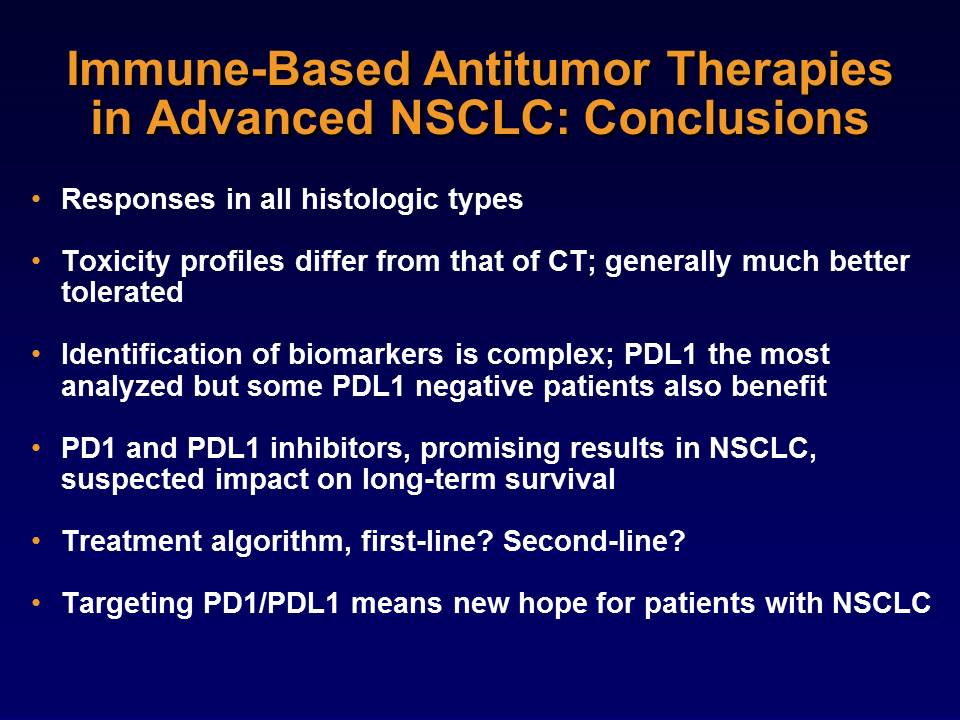 Immune-Based Antitumor Therapies
in Advanced NSCLC: Conclusions
• Responses in all histologic types
• Toxicity profiles differ from that of CT; generally much better
tolerated
• Identification of biomarkers is complex; PDL1 the most
analyzed but some PDL1 negative patients also benefit
• PD1 and PDL1 inhibitors, promising results in NSCLC,
suspected impact on long-term survival
• Treatment algorithm, first-line? Second-line?
• Targeting PD1/PDL1 means new hope for patients with NSCLC